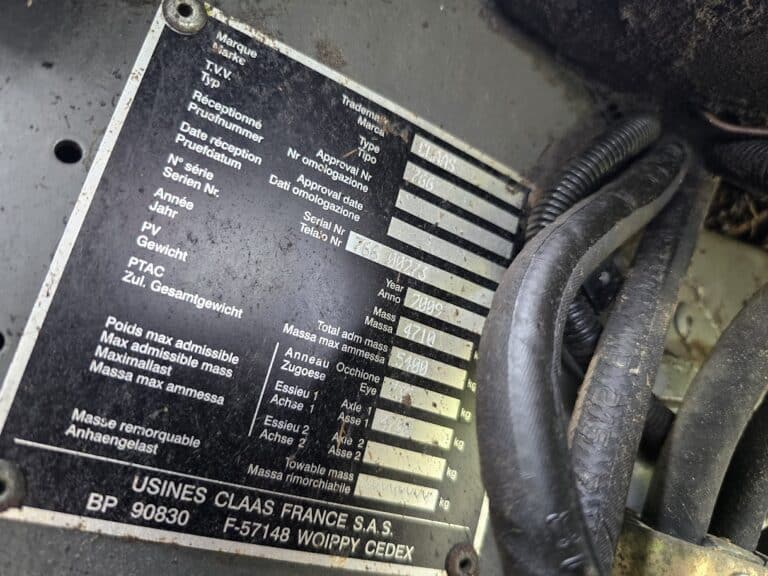 Marque Trademark CLAAS
Marke Marca
T.V.V. Type 766
Typ Tipo
Réceptionné Approval Nr
Pruefnummer Nr omologazione
Date réception Approval date
Pruefdatum Dati omologazione
N° série Serial Nr 766
Serien Nr. Telaio Nr
Année Year 2009
Jahr Anno
PV Mass 4710
Gewicht Massa
PTAC Total adm mass 5400
Zul. Gesamtgewicht Massa max ammessa
Poids max admissible Anneau Occhione kg
Max admissible mass Zugoese Eye
Maximallast Essieu 1 Axle 1 kg
Massa max ammessa Achse 1 Asse 1
Essieu 2 Axle 2 kg
Achse 2 Asse 2
Masse remorquable Towable mass kg
Anhaengelast Massa rimorchiabile
USINES CLAAS FRANCE S.A.S.
BP 90830 F-57148 WOIPPY CEDEX